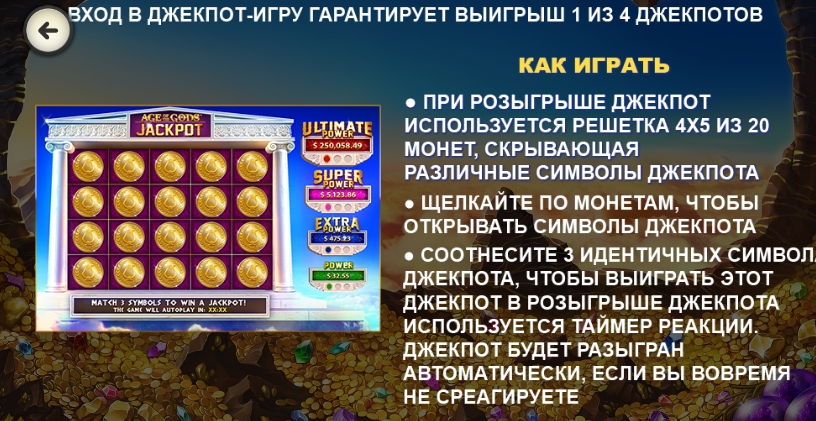 ВХОД В ДЖЕКПОТ-ИГРУ ГАРАНТИРУЕТ ВЫИГРЫШ 1 ИЗ 4 ДЖЕКПОТОВ
КАК ИГРАТЬ
● ПРИ РОЗЫГРЫШЕ ДЖЕКПОТ
ИСПОЛЬЗУЕТСЯ РЕШЕТКА 4X5 ИЗ 20
МОНЕТ, СКРЫВАЮЩАЯ
РАЗЛИЧНЫЕ СИМВОЛЫ ДЖЕКПОТА
● ЩЕЛКАЙТЕ ПО МОНЕТАМ, ЧТОБЫ
ОТКРЫВАТЬ СИМВОЛЫ ДЖЕКПОТА
● СООТНЕСИТЕ 3 ИДЕНТИЧНЫХ СИМВОЛА
ДЖЕКПОТА, ЧТОБЫ ВЫИГРАТЬ ЭТОТ
ДЖЕКПОТ В РОЗЫГРЫШЕ ДЖЕКПОТА
ИСПОЛЬЗУЕТСЯ ТАЙМЕР РЕАКЦИИ.
ДЖЕКПОТ БУДЕТ РАЗЫГРАН
АВТОМАТИЧЕСКИ, ЕСЛИ ВЫ ВОВРЕМЯ
НЕ СРЕАГИРУЕТЕ
AGE OF THE GODS
JACKPOT
ULTIMATE
POWER
$ 250,058.49
SUPER
POWER
$ 5,123.86
EXTRA
POWER
$ 475.23
POWER
$ 32.55
MATCH 3 SYMBOLS TO WIN A JACKPOT!
THE GAME WILL AUTOPLAY IN: XX:XX